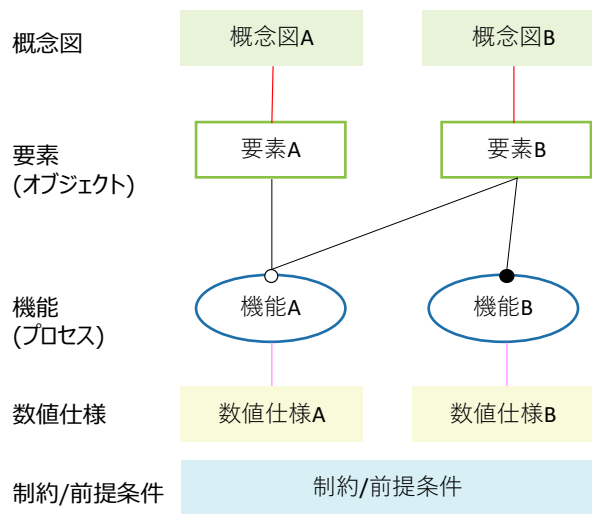 概念図
概念図A
概念図B
要素
(オブジェクト)
要素A
要素B
機能
(プロセス)
機能A
機能B
数値仕様
数値仕様A
数値仕様B
制約/前提条件
制約/前提条件